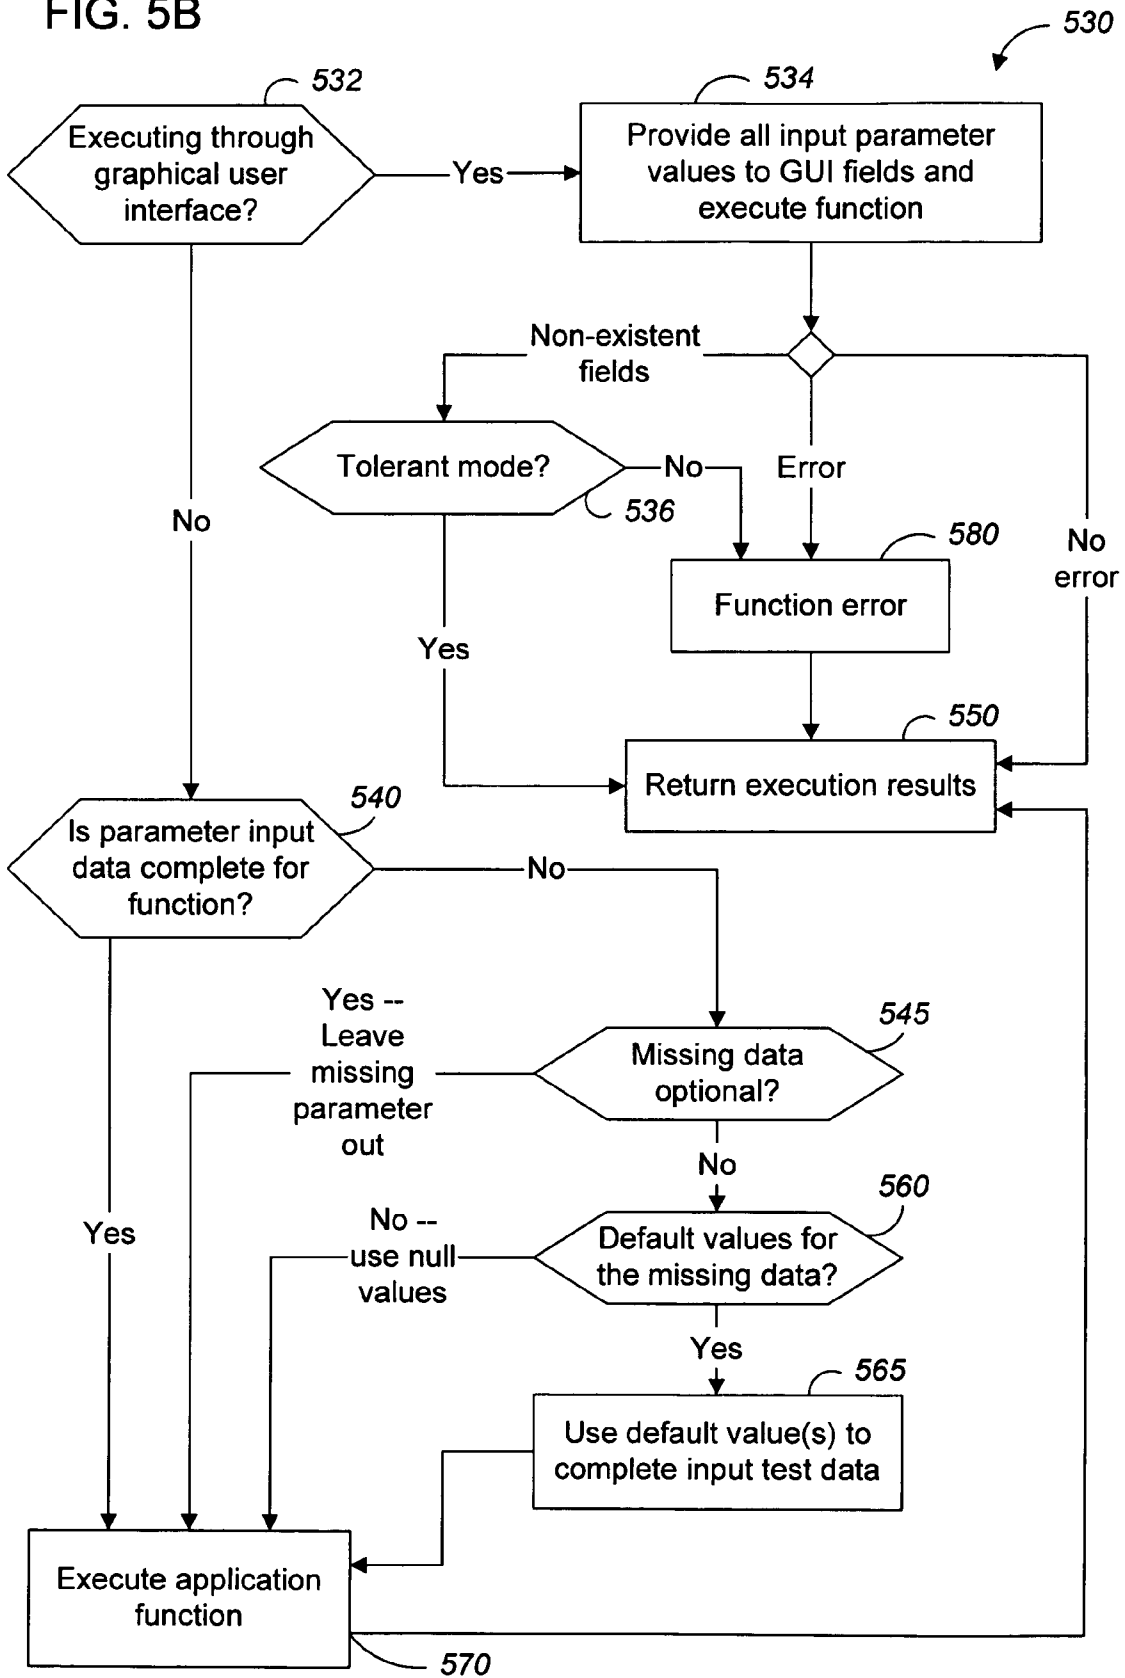 FIG. 5B
530
532
Executing through
graphical user
interface?
Yes
534
Provide all input parameter
values to GUI fields and
execute function
Non-existent
fields
Tolerant mode?
No
536
Error
No
error
No
580
Function error
Yes
550
Return execution results
540
Is parameter input
data complete for
function?
No
Yes --
Leave
missing
parameter
out
545
Missing data
optional?
No
560
Default values for
the missing data?
No --
use null
values
Yes
Yes
565
Use default value(s) to
complete input test data
Execute application
function
570